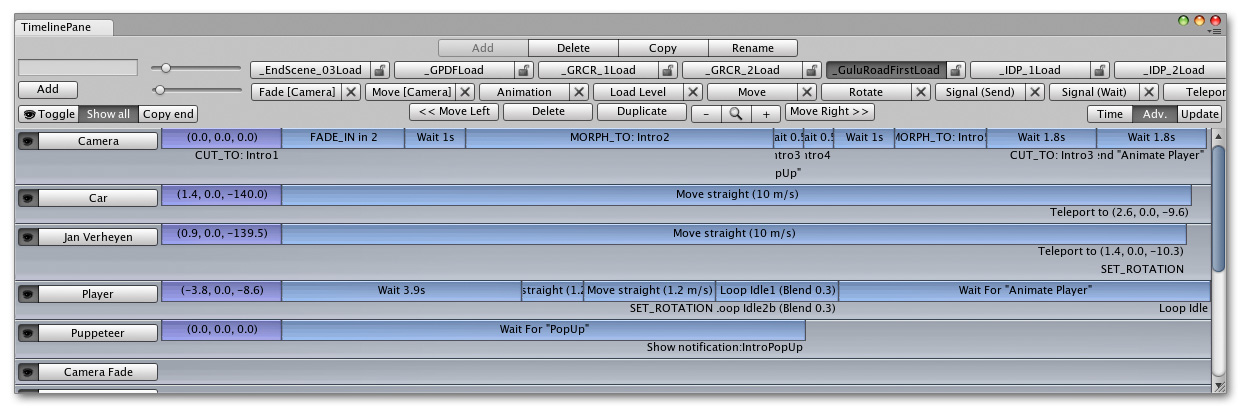 TimelinePane
Add Delete Copy Rename
_EndScene_03Load _GPDFLoad _GRCR_1Load _GRCR_2Load _GuluRoadFirstLoad _IDP_1Load _IDP_2Load
Add Fade [Camera] Move [Camera] Animation Load Level Move Rotate Signal (Send) Signal (Wait) Telepor
Toggle Show all Copy end << Move Left Delete Duplicate - + Move Right >> Time Adv. Update
Camera (0.0, 0.0, 0.0) FADE_IN in 2 Wait 1s MORPH_TO: Intro2 ait 0.5 ait 0.5 Wait 1s MORPH_TO: Intro Wait 1.8s Wait 1.8s
CUT_TO: Intro1 ntro3 ntro4 CUT_TO: Intro3 end "Animate Player"
pUp"
Car (1.4, 0.0, -140.0) Move straight (10 m/s)
Teleport to (2.6, 0.0, -9.6)
Jan Verheyen (0.9, 0.0, -139.5) Move straight (10 m/s)
Teleport to (1.4, 0.0, -10.3)
SET_ROTATION
Player (-3.8, 0.0, -8.6) Wait 3.9s straight (1.2 Move straight (1.2 m/s) Loop Idle1 (Blend 0.3) Wait For "Animate Player"
SET_ROTATION .oop Idle2b (Blend 0.3) Loop Idle
Puppeteer (0.0, 0.0, 0.0) Wait For "PopUp"
Show notification:IntroPopUp
Camera Fade